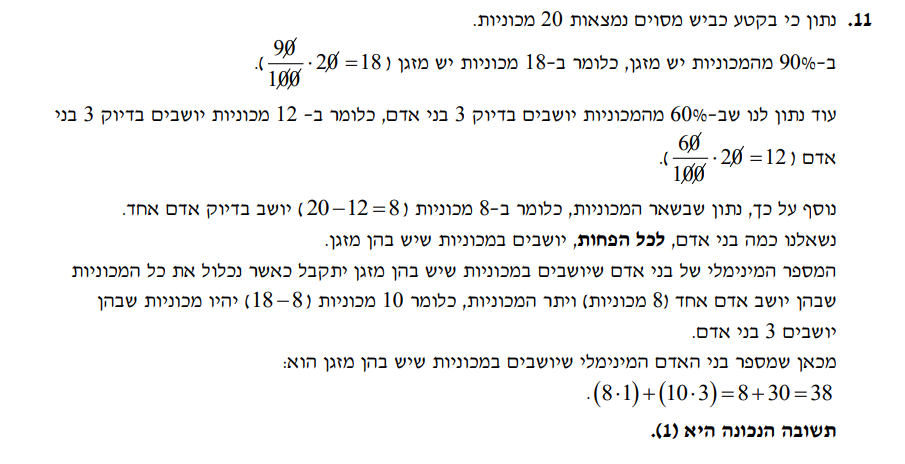 11. נתון כי בקטע כביש מסוים נמצאות 20 מכוניות.
ב-90% מהמכוניות יש מזגן, כלומר ב-18 מכוניות יש מזגן (90/100 · 20 = 18).
עוד נתון לנו שב-60% מהמכוניות יושבים בדיוק 3 בני אדם, כלומר ב- 12 מכוניות יושבים בדיוק 3 בני
אדם (60/100 · 20 = 12).
נוסף על כך, נתון שבשאר המכוניות, כלומר ב-8 מכוניות (20−12 = 8) יושב בדיוק אדם אחד.
נשאלנו כמה בני אדם, לכל הפחות, יושבים במכוניות שיש בהן מזגן.
המספר המינימלי של בני אדם שיושבים במכוניות שיש בהן מזגן יתקבל כאשר נכלול את כל המכוניות
שבהן יושב אדם אחד (8 מכוניות) ויתר המכוניות, כלומר 10 מכוניות (18−8) יהיו מכוניות שבהן
יושבים 3 בני אדם.
מכאן שמספר בני האדם המינימלי שיושבים במכוניות שיש בהן מזגן הוא:
(8·1)+(10·3) = 8+30 = 38.
תשובה הנכונה היא (1).